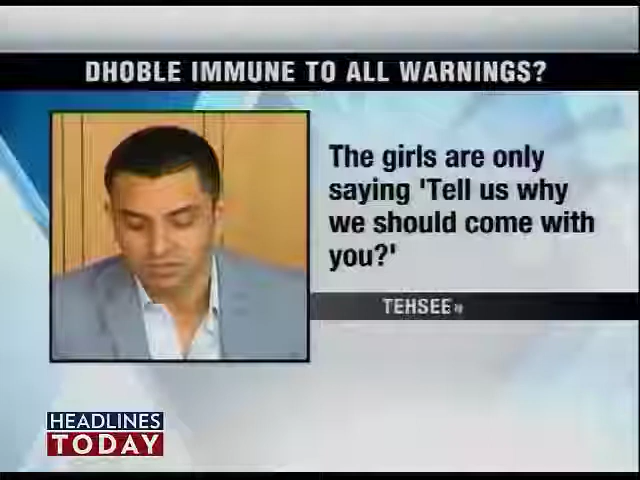 DHOBLE IMMUNE TO ALL WARNINGS?
The girls are only
saying 'Tell us why
we should come with
you?'
HEADLINES
TODAY